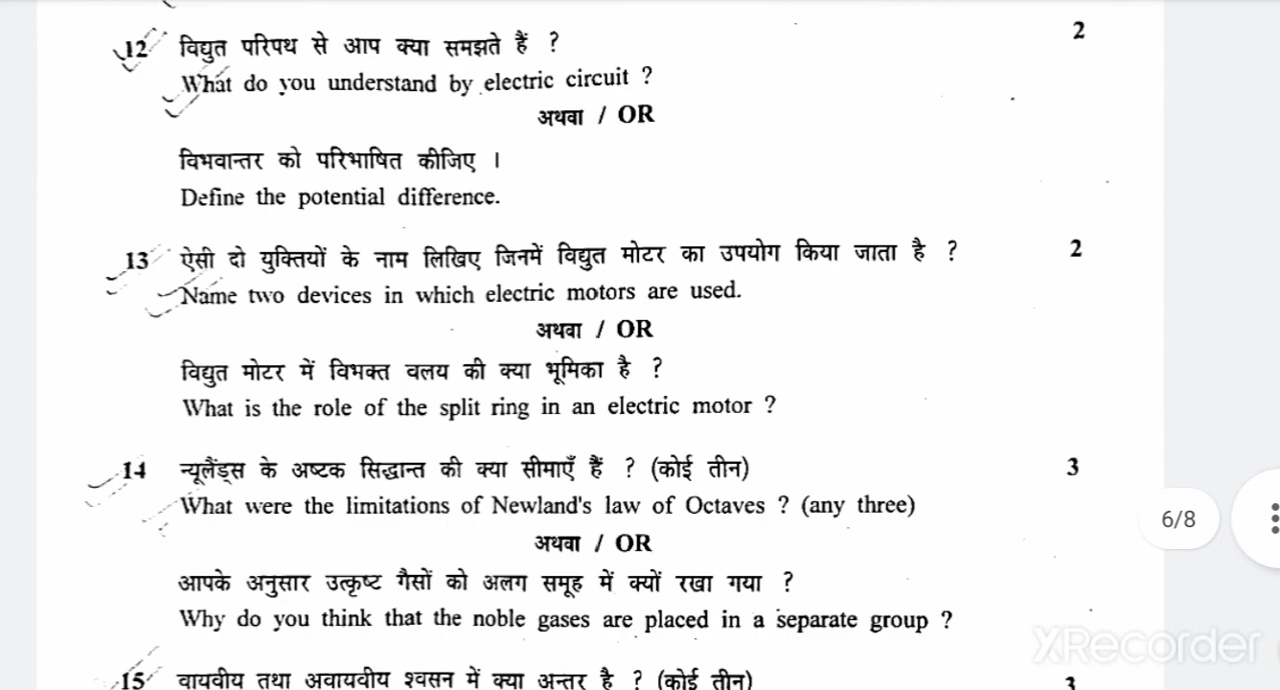 12 विद्युत परिपथ से आप क्या समझते हैं ? 2
What do you understand by electric circuit ?
अथवा / OR
विभवान्तर को परिभाषित कीजिए ।
Define the potential difference.
13 ऐसी दो युक्तियों के नाम लिखिए जिनमें विद्युत मोटर का उपयोग किया जाता है ? 2
Name two devices in which electric motors are used.
अथवा / OR
विद्युत मोटर में विभक्त वलय की क्या भूमिका है ?
What is the role of the split ring in an electric motor ?
14 न्यूलैंड्स के अष्टक सिद्धान्त की क्या सीमाएँ हैं ? (कोई तीन) 3
What were the limitations of Newland's law of Octaves ? (any three)
6/8
अथवा / OR
आपके अनुसार उत्कृष्ट गैसों को अलग समूह में क्यों रखा गया ?
Why do you think that the noble gases are placed in a separate group ?
XRecorder
15 वायवीय तथा अवायवीय श्वसन में क्या अन्तर है ? (कोई तीन) 3